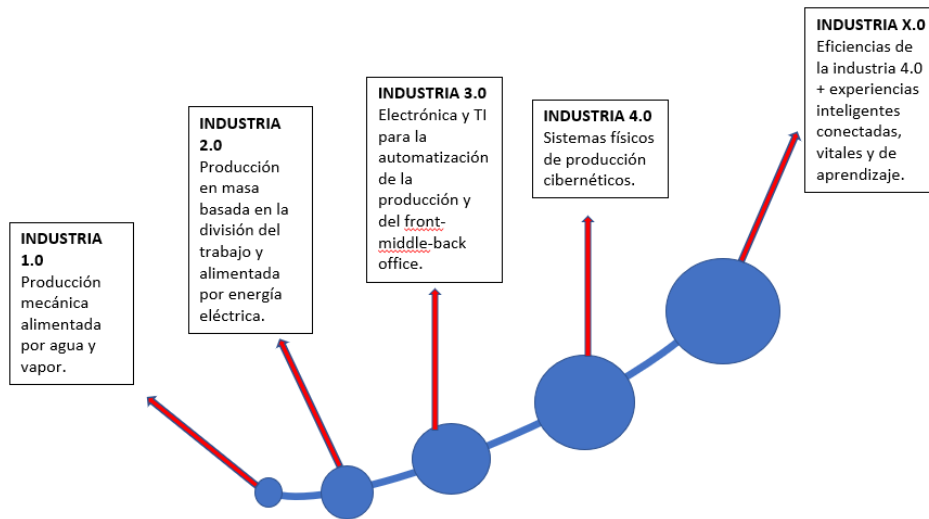 INDUSTRIA
1.0
Producción
mecánica
alimentada
por agua y
vapor.
INDUSTRIA
2.0
Producción
en masa
basada en la
división del
trabajo y
alimentada
por energía
eléctrica.
INDUSTRIA 3.0
Electrónica y TI
para la
automatización
de la
producción y
del front-
middle-back
office.
INDUSTRIA 4.0
Sistemas físicos
de producción
cibernéticos.
INDUSTRIA X.0
Eficiencias de
la industria 4.0
+ experiencias
inteligentes
conectadas,
vitales y de
aprendizaje.